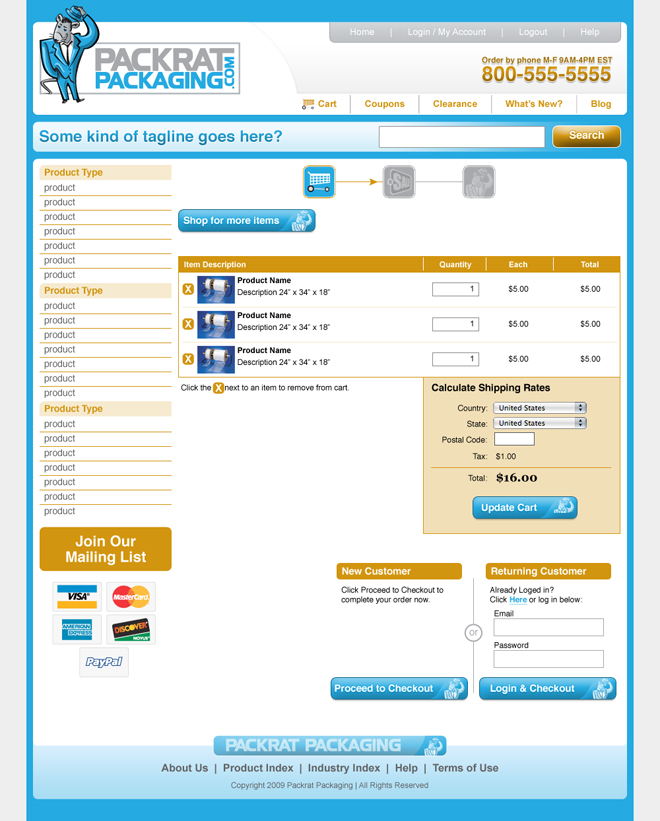 Home | Login / My Account | Logout | Help
PACKRAT
PACKAGING.COM
Order by phone M-F 9AM-4PM EST
800-555-5555
Cart | Coupons | Clearance | What's New? | Blog
Some kind of tagline goes here?
Search
Product Type
product
product
product
product
product
product
product
Product Type
product
product
product
product
product
product
product
Product Type
product
product
product
product
product
product
product
Join Our
Mailing List
VISA
MasterCard
AMERICAN
EXPRESS
DISCOVER
NOVUS
PayPal
Shop for more items
Item Description Quantity Each Total
X Product Name
Description 24" x 34" x 18" 1 $5.00 $5.00
X Product Name
Description 24" x 34" x 18" 1 $5.00 $5.00
X Product Name
Description 24" x 34" x 18" 1 $5.00 $5.00
Click the X next to an item to remove from cart.
Calculate Shipping Rates
Country: United States
State: United States
Postal Code:
Tax: $1.00
Total: $16.00
Update Cart
New Customer
Click Proceed to Checkout to
complete your order now.
Proceed to Checkout
or
Returning Customer
Already Loged in?
Click Here or log in below:
Email
Password
Login & Checkout
PACKRAT PACKAGING
About Us | Product Index | Industry Index | Help | Terms of Use
Copyright 2009 Packrat Packaging | All Rights Reserved